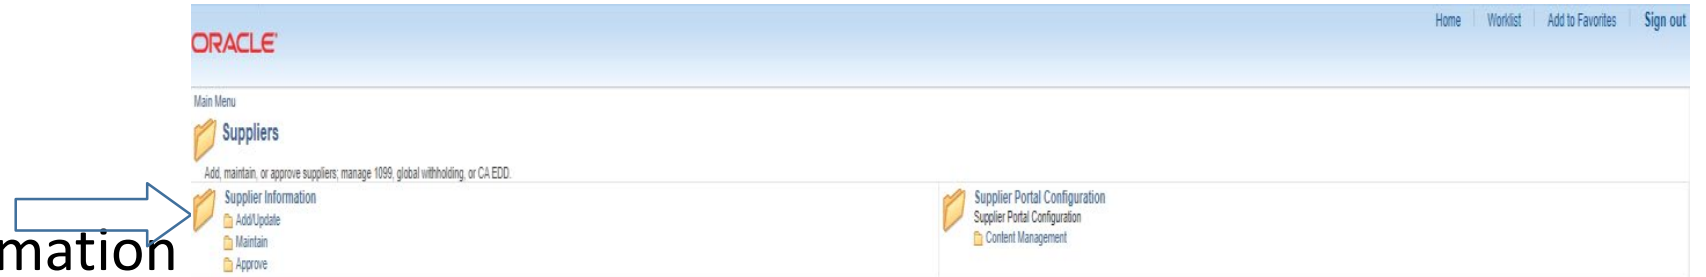 Home Worklist Add to Favorites Sign out
ORACLE
Main Menu
Suppliers
Add, maintain, or approve suppliers; manage 1099, global withholding, or CA EDD.
Supplier Information
Add/Update
Maintain
Approve
Supplier Portal Configuration
Supplier Portal Configuration
Content Management
mation